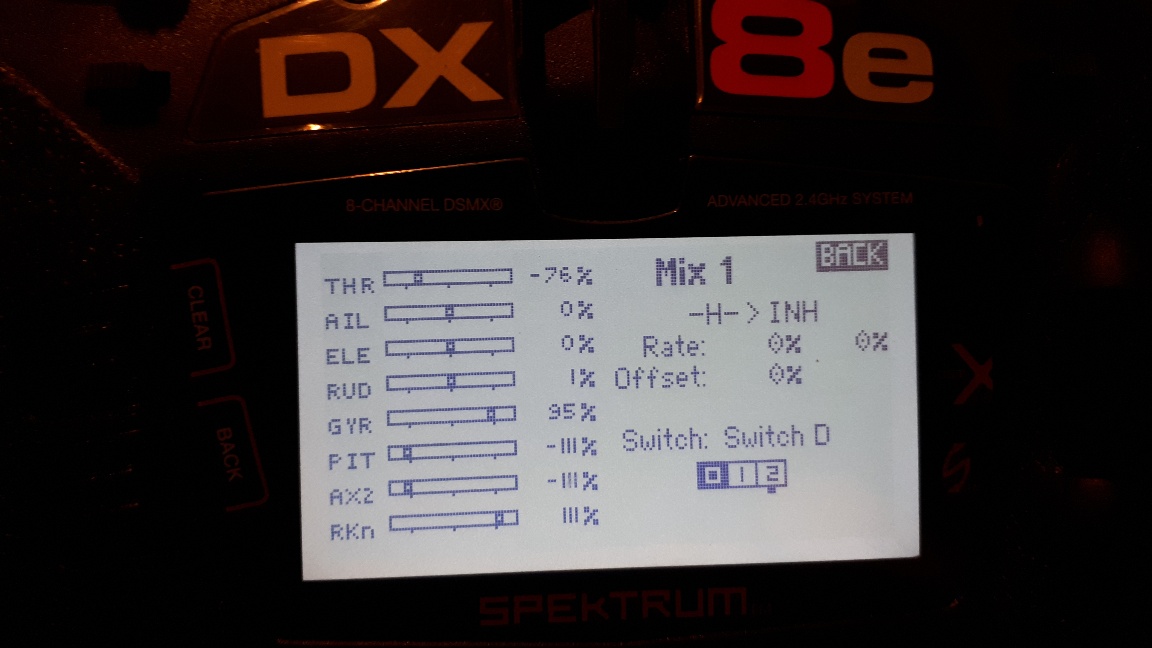 DX 8e
8-CHANNEL DSMX®
ADVANCED 2.4GHz SYSTEM
CLEAR
BACK
BACK
Mix 1
-H-> INH
Rate: 0% 0%
Offset: 0%
Switch: Switch D
0 1 2
THR -76%
AIL 0%
ELE 0%
RUD 1%
GYR 95%
PIT -111%
AX2 -111%
RKn 111%
SPEKTRUM